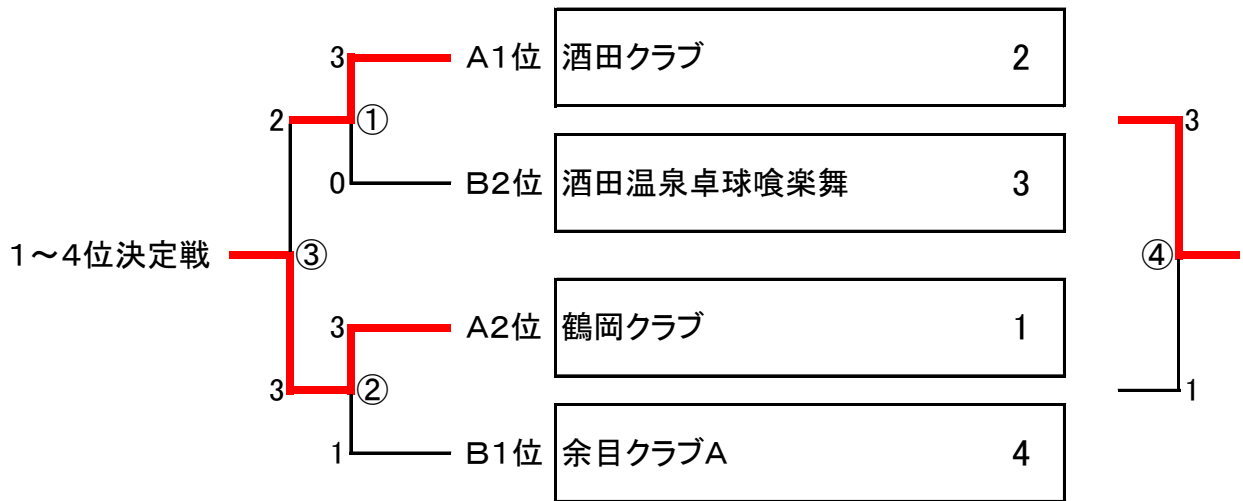 3 A1位 酒田クラブ 2
2 ① 3
0 B2位 酒田温泉卓球喰楽舞 3
1～4位決定戦 ③ ④
3 A2位 鶴岡クラブ 1
3 ② 1
1 B1位 余目クラブA 4